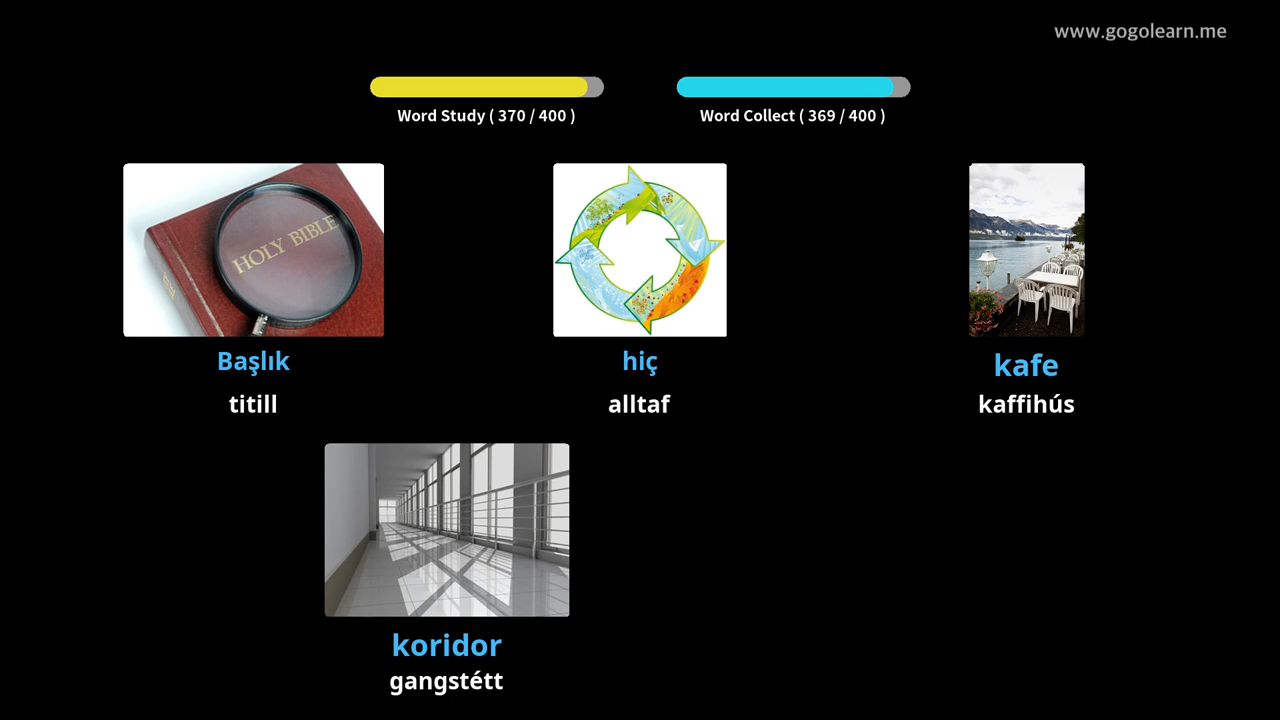 www.gogolearn.me
Word Study ( 370 / 400 )
Word Collect ( 369 / 400 )
HOLY BIBLE
Başlık
titill
hiç
alltaf
kafe
kaffihús
koridor
gangstétt